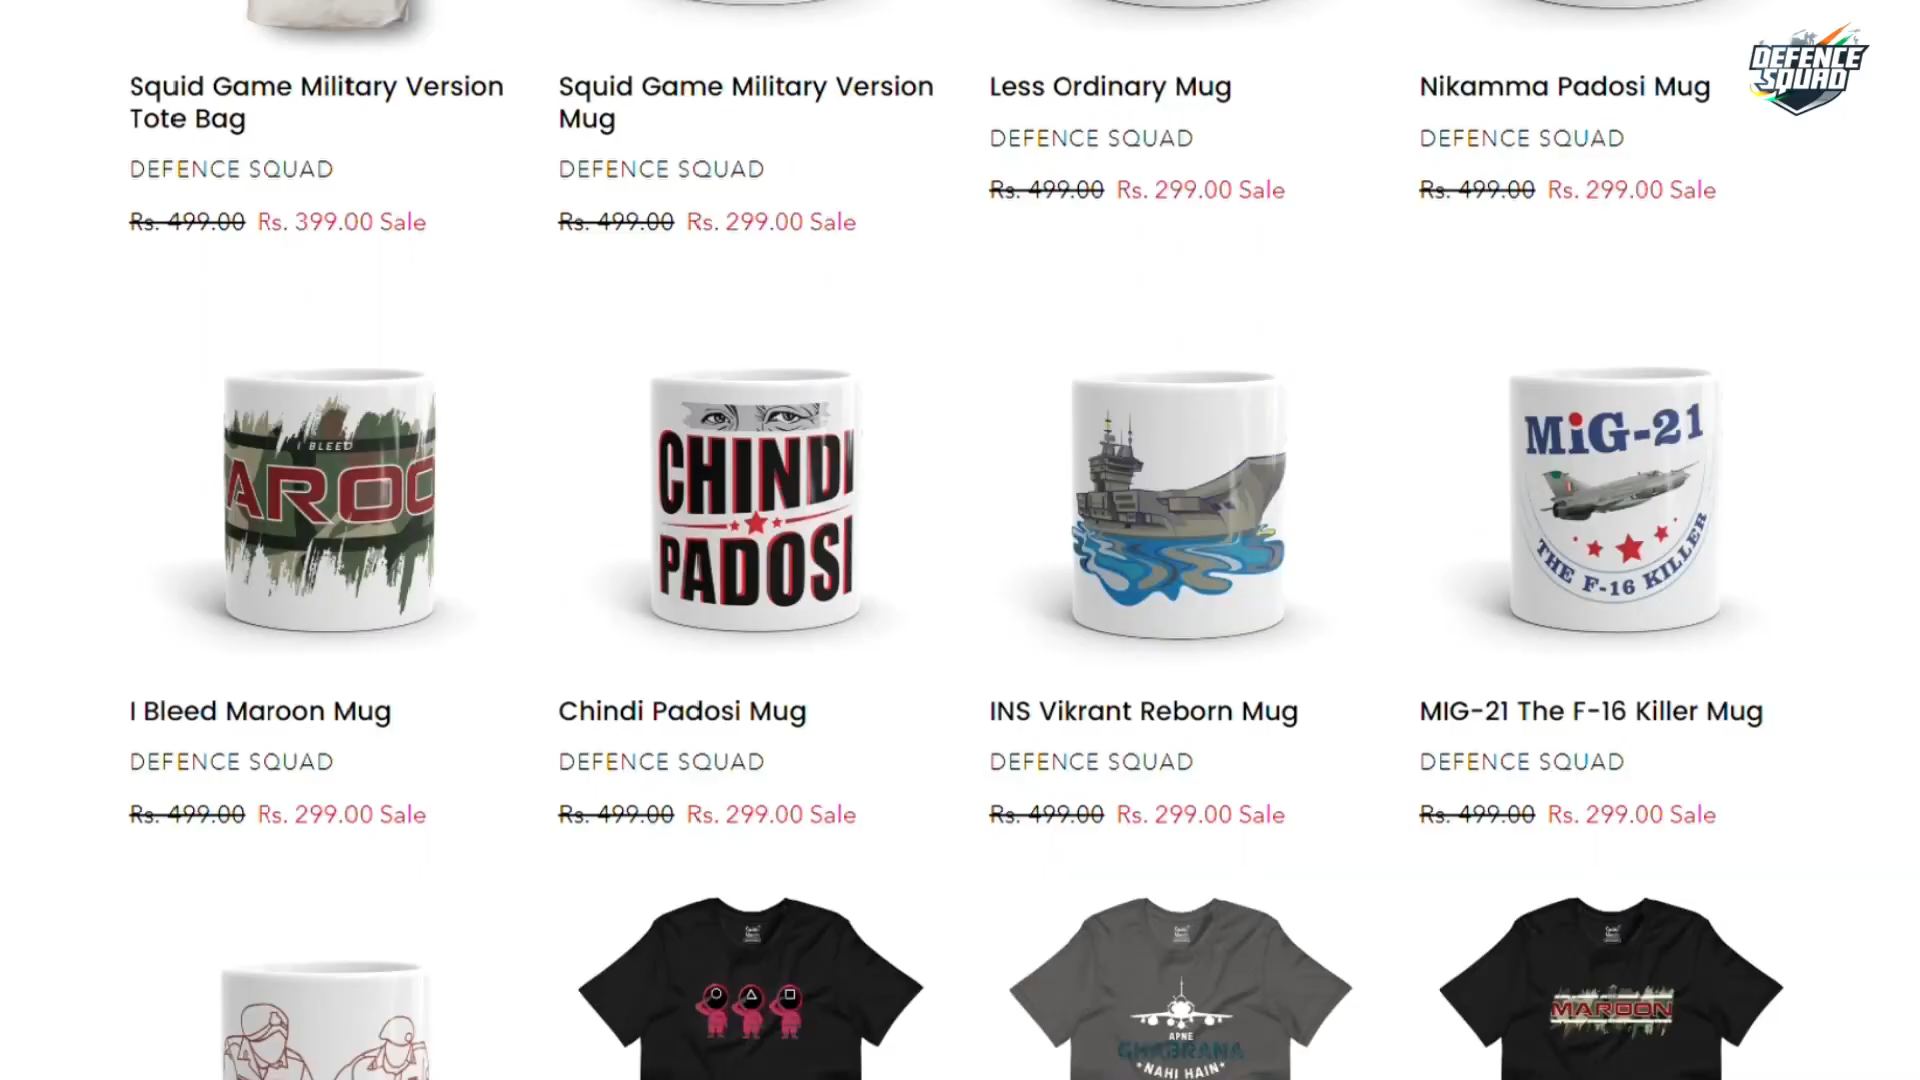 DEFENCE
SQUAD
Squid Game Military Version
Tote Bag
DEFENCE SQUAD
Rs. 499.00 Rs. 399.00 Sale
Squid Game Military Version
Mug
DEFENCE SQUAD
Rs. 499.00 Rs. 299.00 Sale
Less Ordinary Mug
DEFENCE SQUAD
Rs. 499.00 Rs. 299.00 Sale
Nikamma Padosi Mug
DEFENCE SQUAD
Rs. 499.00 Rs. 299.00 Sale
I BLEED
AROO
I Bleed Maroon Mug
DEFENCE SQUAD
Rs. 499.00 Rs. 299.00 Sale
CHINDI
PADOSI
Chindi Padosi Mug
DEFENCE SQUAD
Rs. 499.00 Rs. 299.00 Sale
INS Vikrant Reborn Mug
DEFENCE SQUAD
Rs. 499.00 Rs. 299.00 Sale
MiG-21
THE F-16 KILLER
MIG-21 The F-16 Killer Mug
DEFENCE SQUAD
Rs. 499.00 Rs. 299.00 Sale
APNE
GHABRANA
NAHI HAIN
MAROON